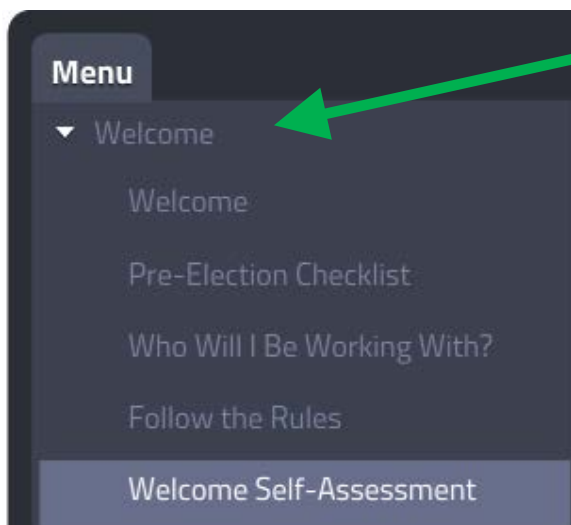 Menu
Welcome
Welcome
Pre-Election Checklist
Who Will I Be Working With?
Follow the Rules
Welcome Self-Assessment